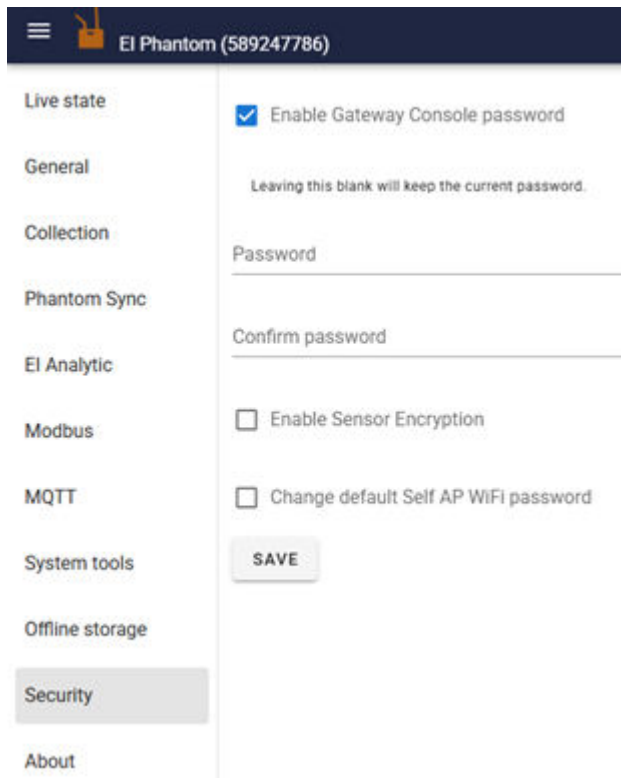 EI Phantom (589247786)
Live state
General
Collection
Phantom Sync
EI Analytic
Modbus
MQTT
System tools
Offline storage
Security
About
Enable Gateway Console password
Leaving this blank will keep the current password.
Password
Confirm password
Enable Sensor Encryption
Change default Self AP WiFi password
SAVE